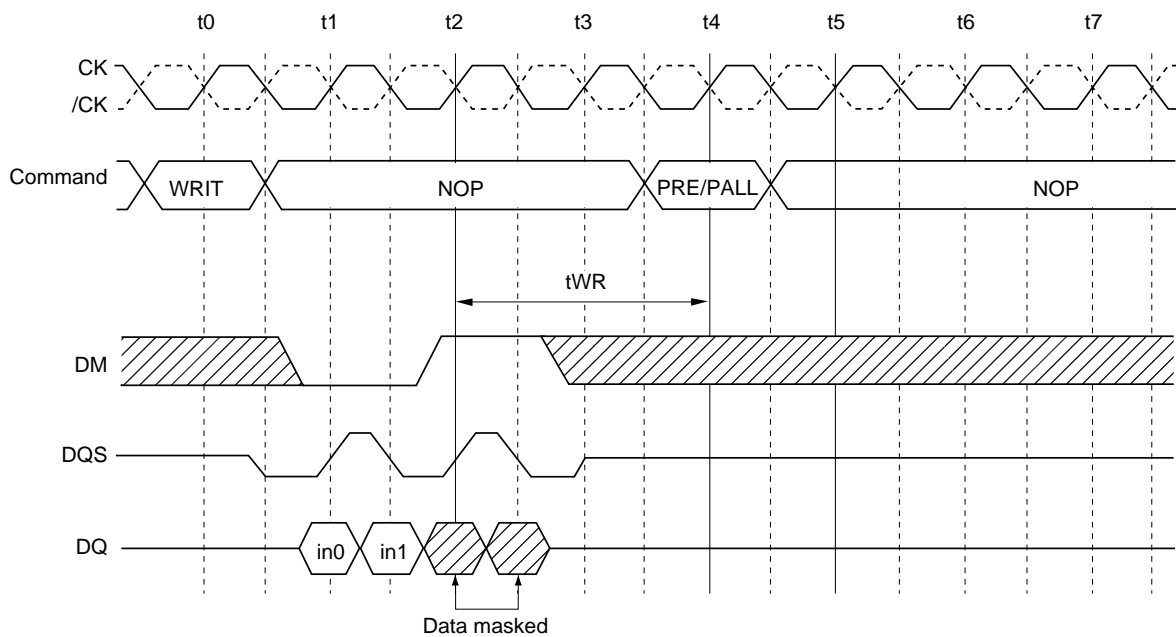 t0 t1 t2 t3 t4 t5 t6 t7
CK
/CK
Command WRIT NOP PRE/PALL NOP
tWR
DM
DQS
DQ in0 in1
Data masked